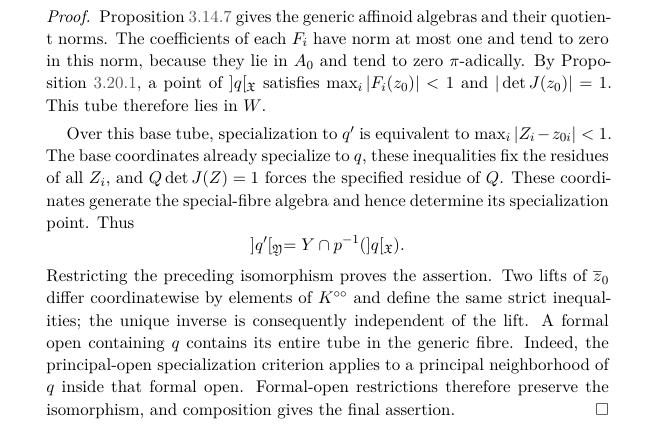 Proof. Proposition 3.14.7 gives the generic affinoid algebras and their quotien-
t norms. The coefficients of each F_i have norm at most one and tend to zero
in this norm, because they lie in A_0 and tend to zero π-adically. By Propo-
sition 3.20.1, a point of ]q[_𝔛 satisfies max_i |F_i(z_0)| < 1 and | det J(z_0)| = 1.
This tube therefore lies in W.
Over this base tube, specialization to q′ is equivalent to max_i |Z_i − z_{0i}| < 1.
The base coordinates already specialize to q, these inequalities fix the residues
of all Z_i, and Q det J(Z) = 1 forces the specified residue of Q. These coordi-
nates generate the special-fibre algebra and hence determine its specialization
point. Thus
]q′[_𝔜= Y ∩ p^{−1}(]q[_𝔛).
Restricting the preceding isomorphism proves the assertion. Two lifts of z̅_0
differ coordinatewise by elements of K^{∘∘} and define the same strict inequal-
ities; the unique inverse is consequently independent of the lift. A formal
open containing q contains its entire tube in the generic fibre. Indeed, the
principal-open specialization criterion applies to a principal neighborhood of
q inside that formal open. Formal-open restrictions therefore preserve the
isomorphism, and composition gives the final assertion. □